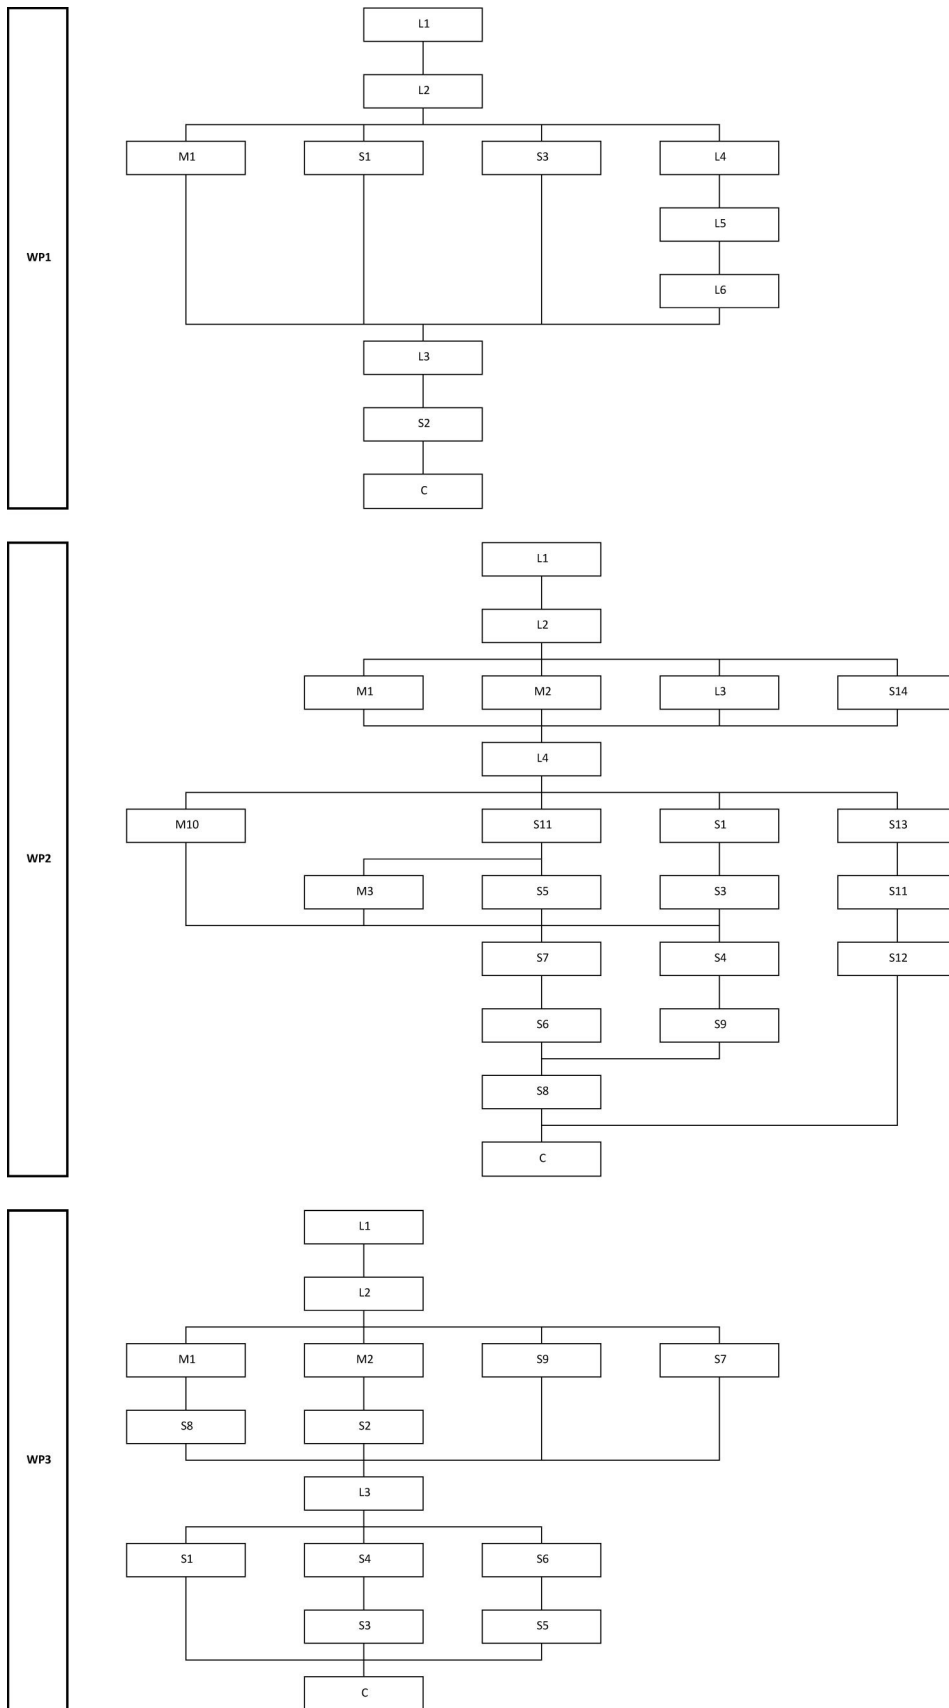 L1
L2
M1 S1 S3 L4
L5
WP1
L6
L3
S2
C
L1
L2
M1 M2 L3 S14
L4
M10 S11 S1 S13
WP2
M3 S5 S3 S11
S7 S4 S12
S6 S9
S8
C
L1
L2
M1 M2 S9 S7
S8 S2
WP3
L3
S1 S4 S6
S3 S5
C